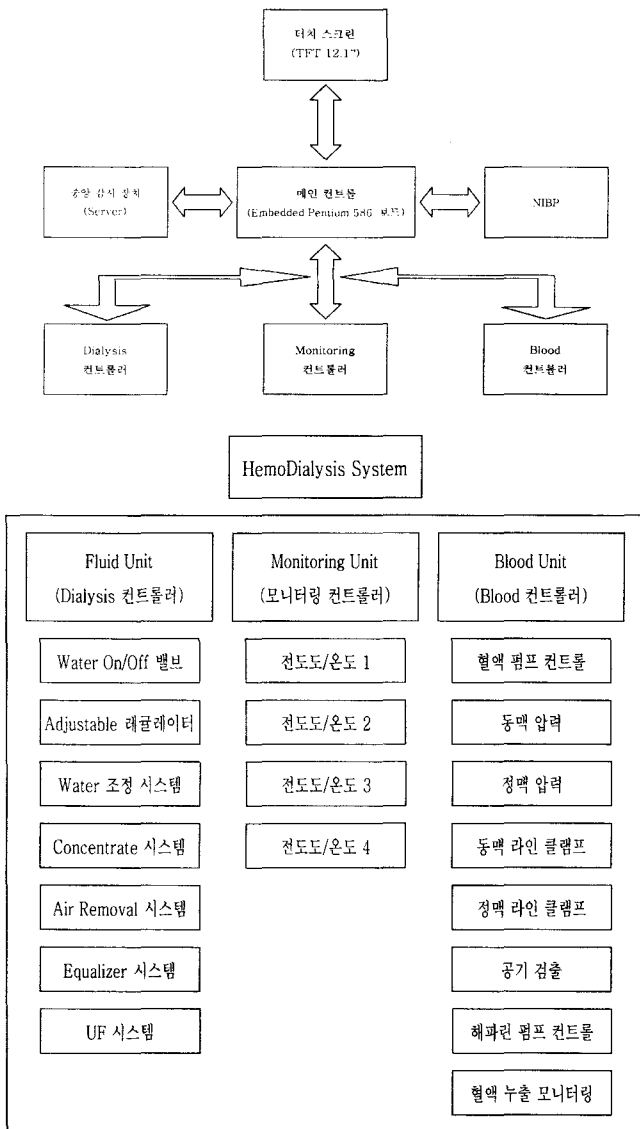 터치 스크린
(TFT 12.1")
중앙 감시 장치
(Server)
메인 컨트롤
(Embedded Pentium 586 보드)
NIBP
Dialysis
컨트롤러
Monitoring
컨트롤러
Blood
컨트롤러
HemoDialysis System
Fluid Unit
(Dialysis 컨트롤러)
Monitoring Unit
(모니터링 컨트롤러)
Blood Unit
(Blood 컨트롤러)
Water On/Off 밸브
전도도/온도 1
혈액 펌프 컨트롤
Adjustable 래귤레이터
전도도/온도 2
동맥 압력
Water 조정 시스템
전도도/온도 3
정맥 압력
Concentrate 시스템
전도도/온도 4
동맥 라인 클램프
Air Removal 시스템
정맥 라인 클램프
Equalizer 시스템
공기 검출
UF 시스템
해파린 펌프 컨트롤
혈액 누출 모니터링